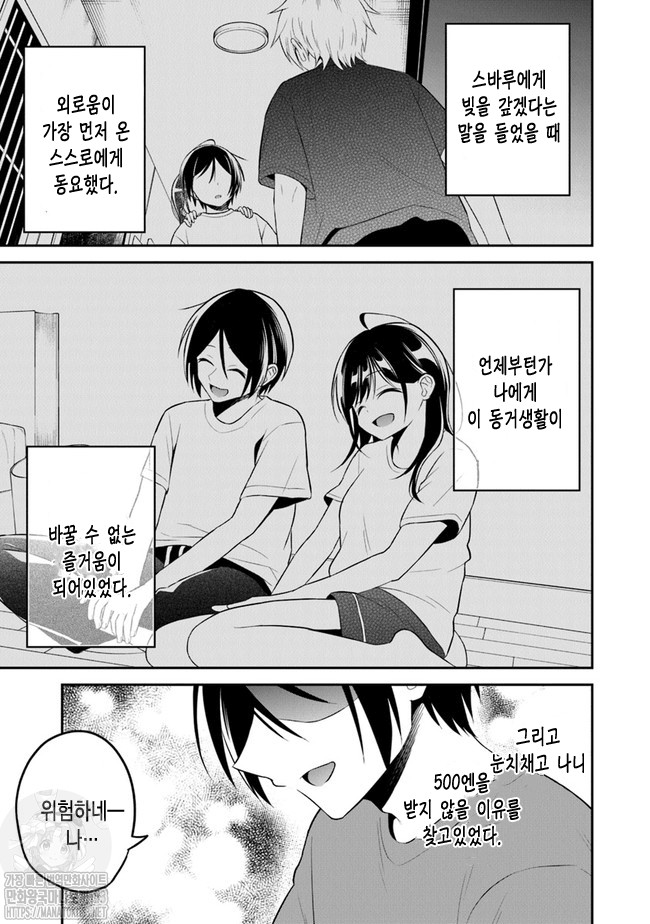 스바루에게
빚을 갚겠다는
말을 들었을 때
외로움이
가장 먼저 온
스스로에게
동요했다.
언제부턴가
나에게
이 동거생활이
바꿀 수 없는
즐거움이
되어있었다.
그리고
눈치채고 나니
500엔을
받지 않을 이유를
찾고있었다.
위험하네—
나…